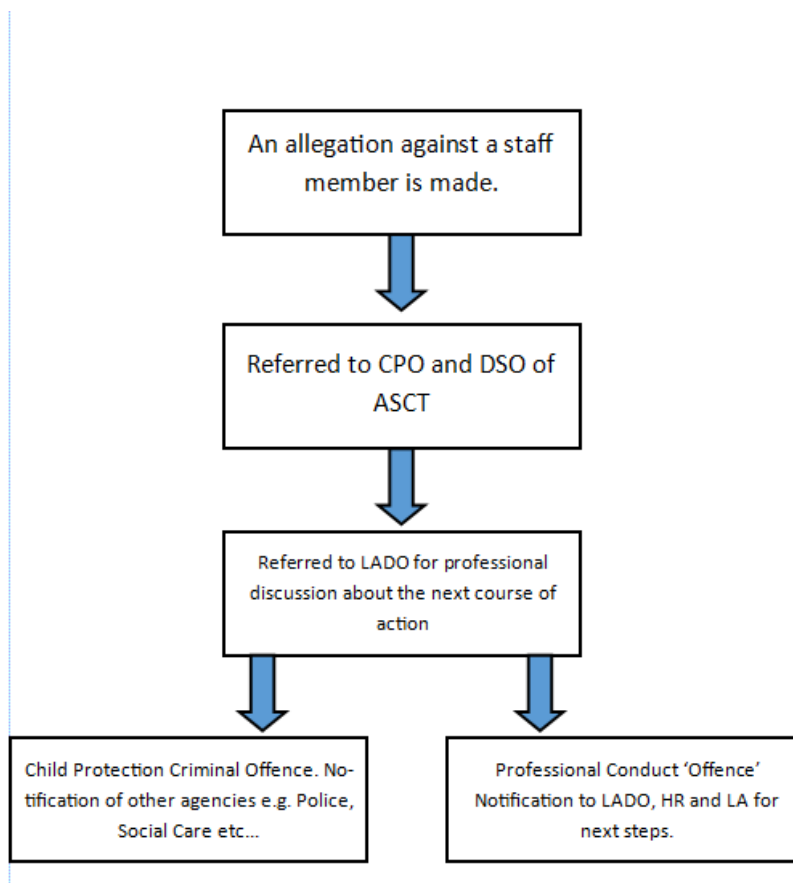 An allegation against a staff
member is made.
Referred to CPO and DSO of
ASCT
Referred to LADO for professional
discussion about the next course of
action
Child Protection Criminal Offence. No-
tification of other agencies e.g. Police,
Social Care etc...
Professional Conduct ‘Offence’
Notification to LADO, HR and LA for
next steps.